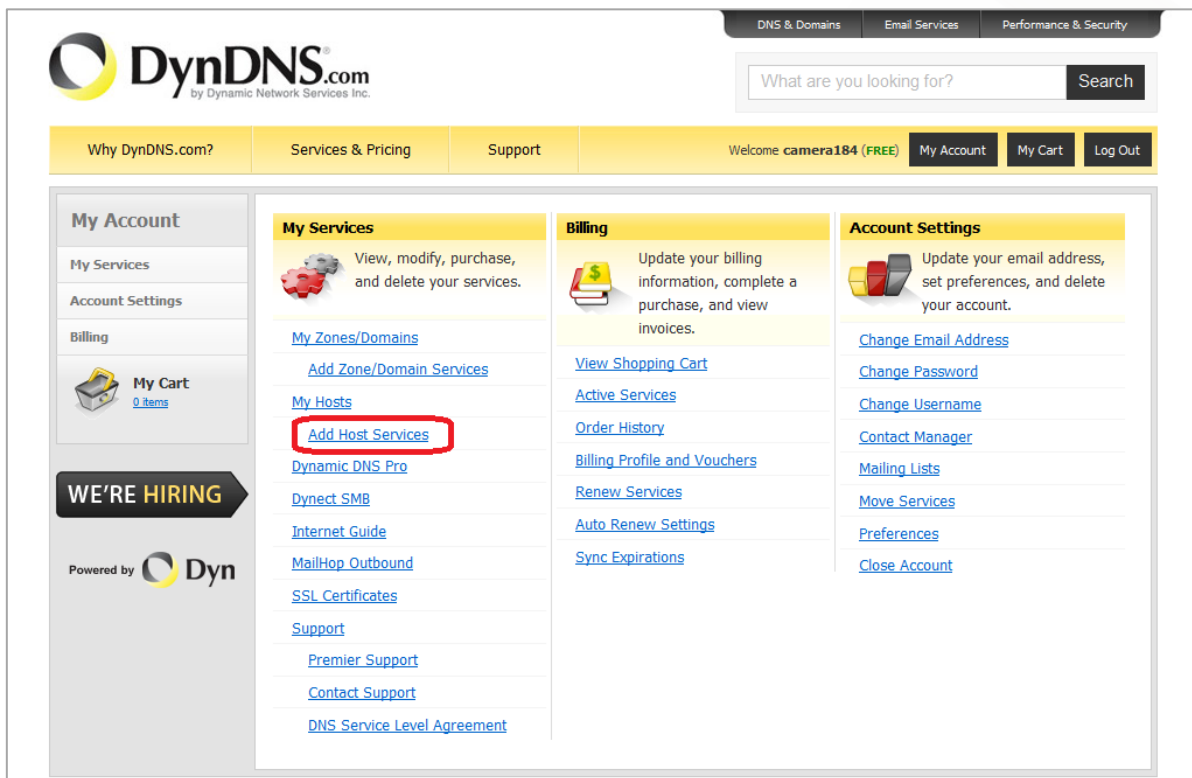 DNS & Domains Email Services Performance & Security
DynDNS.com
by Dynamic Network Services Inc.
What are you looking for? Search
Why DynDNS.com? Services & Pricing Support Welcome camera184 (FREE) My Account My Cart Log Out
My Account
My Services
Account Settings
Billing
My Cart
0 items
WE'RE HIRING
Powered by Dyn
My Services
View, modify, purchase,
and delete your services.
My Zones/Domains
Add Zone/Domain Services
My Hosts
Add Host Services
Dynamic DNS Pro
Dynect SMB
Internet Guide
MailHop Outbound
SSL Certificates
Support
Premier Support
Contact Support
DNS Service Level Agreement
Billing
Update your billing
information, complete a
purchase, and view
invoices.
View Shopping Cart
Active Services
Order History
Billing Profile and Vouchers
Renew Services
Auto Renew Settings
Sync Expirations
Account Settings
Update your email address,
set preferences, and delete
your account.
Change Email Address
Change Password
Change Username
Contact Manager
Mailing Lists
Move Services
Preferences
Close Account